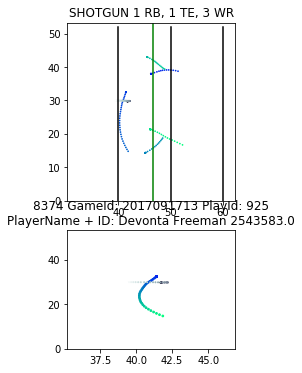 SHOTGUN 1 RB, 1 TE, 3 WR
50
40
30
20
10
0
40 50 60
8374 GameId: 2017091713 PlayId: 925
PlayerName + ID: Devonta Freeman 2543583.0
40
20
0
37.5 40.0 42.5 45.0